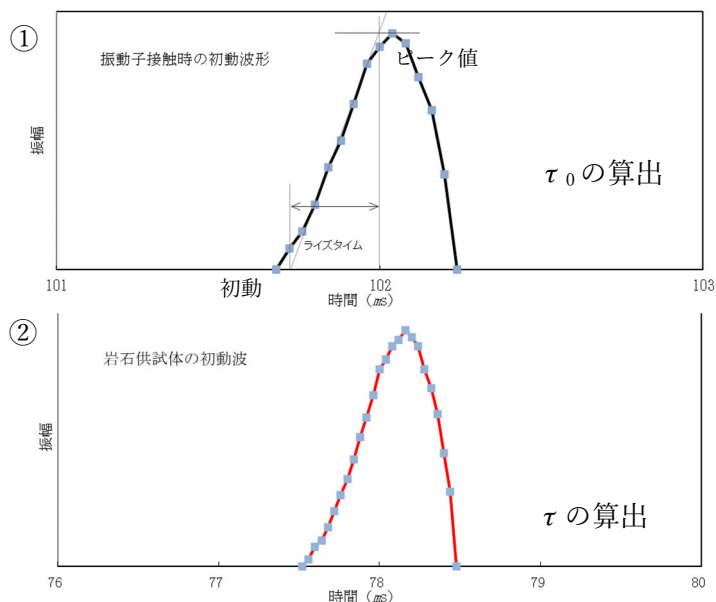 ①
振動子接触時の初動波形
ピーク値
振幅
τ₀の算出
ライズタイム
101 102 103
初動
時間（㎳）
②
岩石供試体の初動波
振幅
τの算出
76 77 78 79 80
時間（㎳）